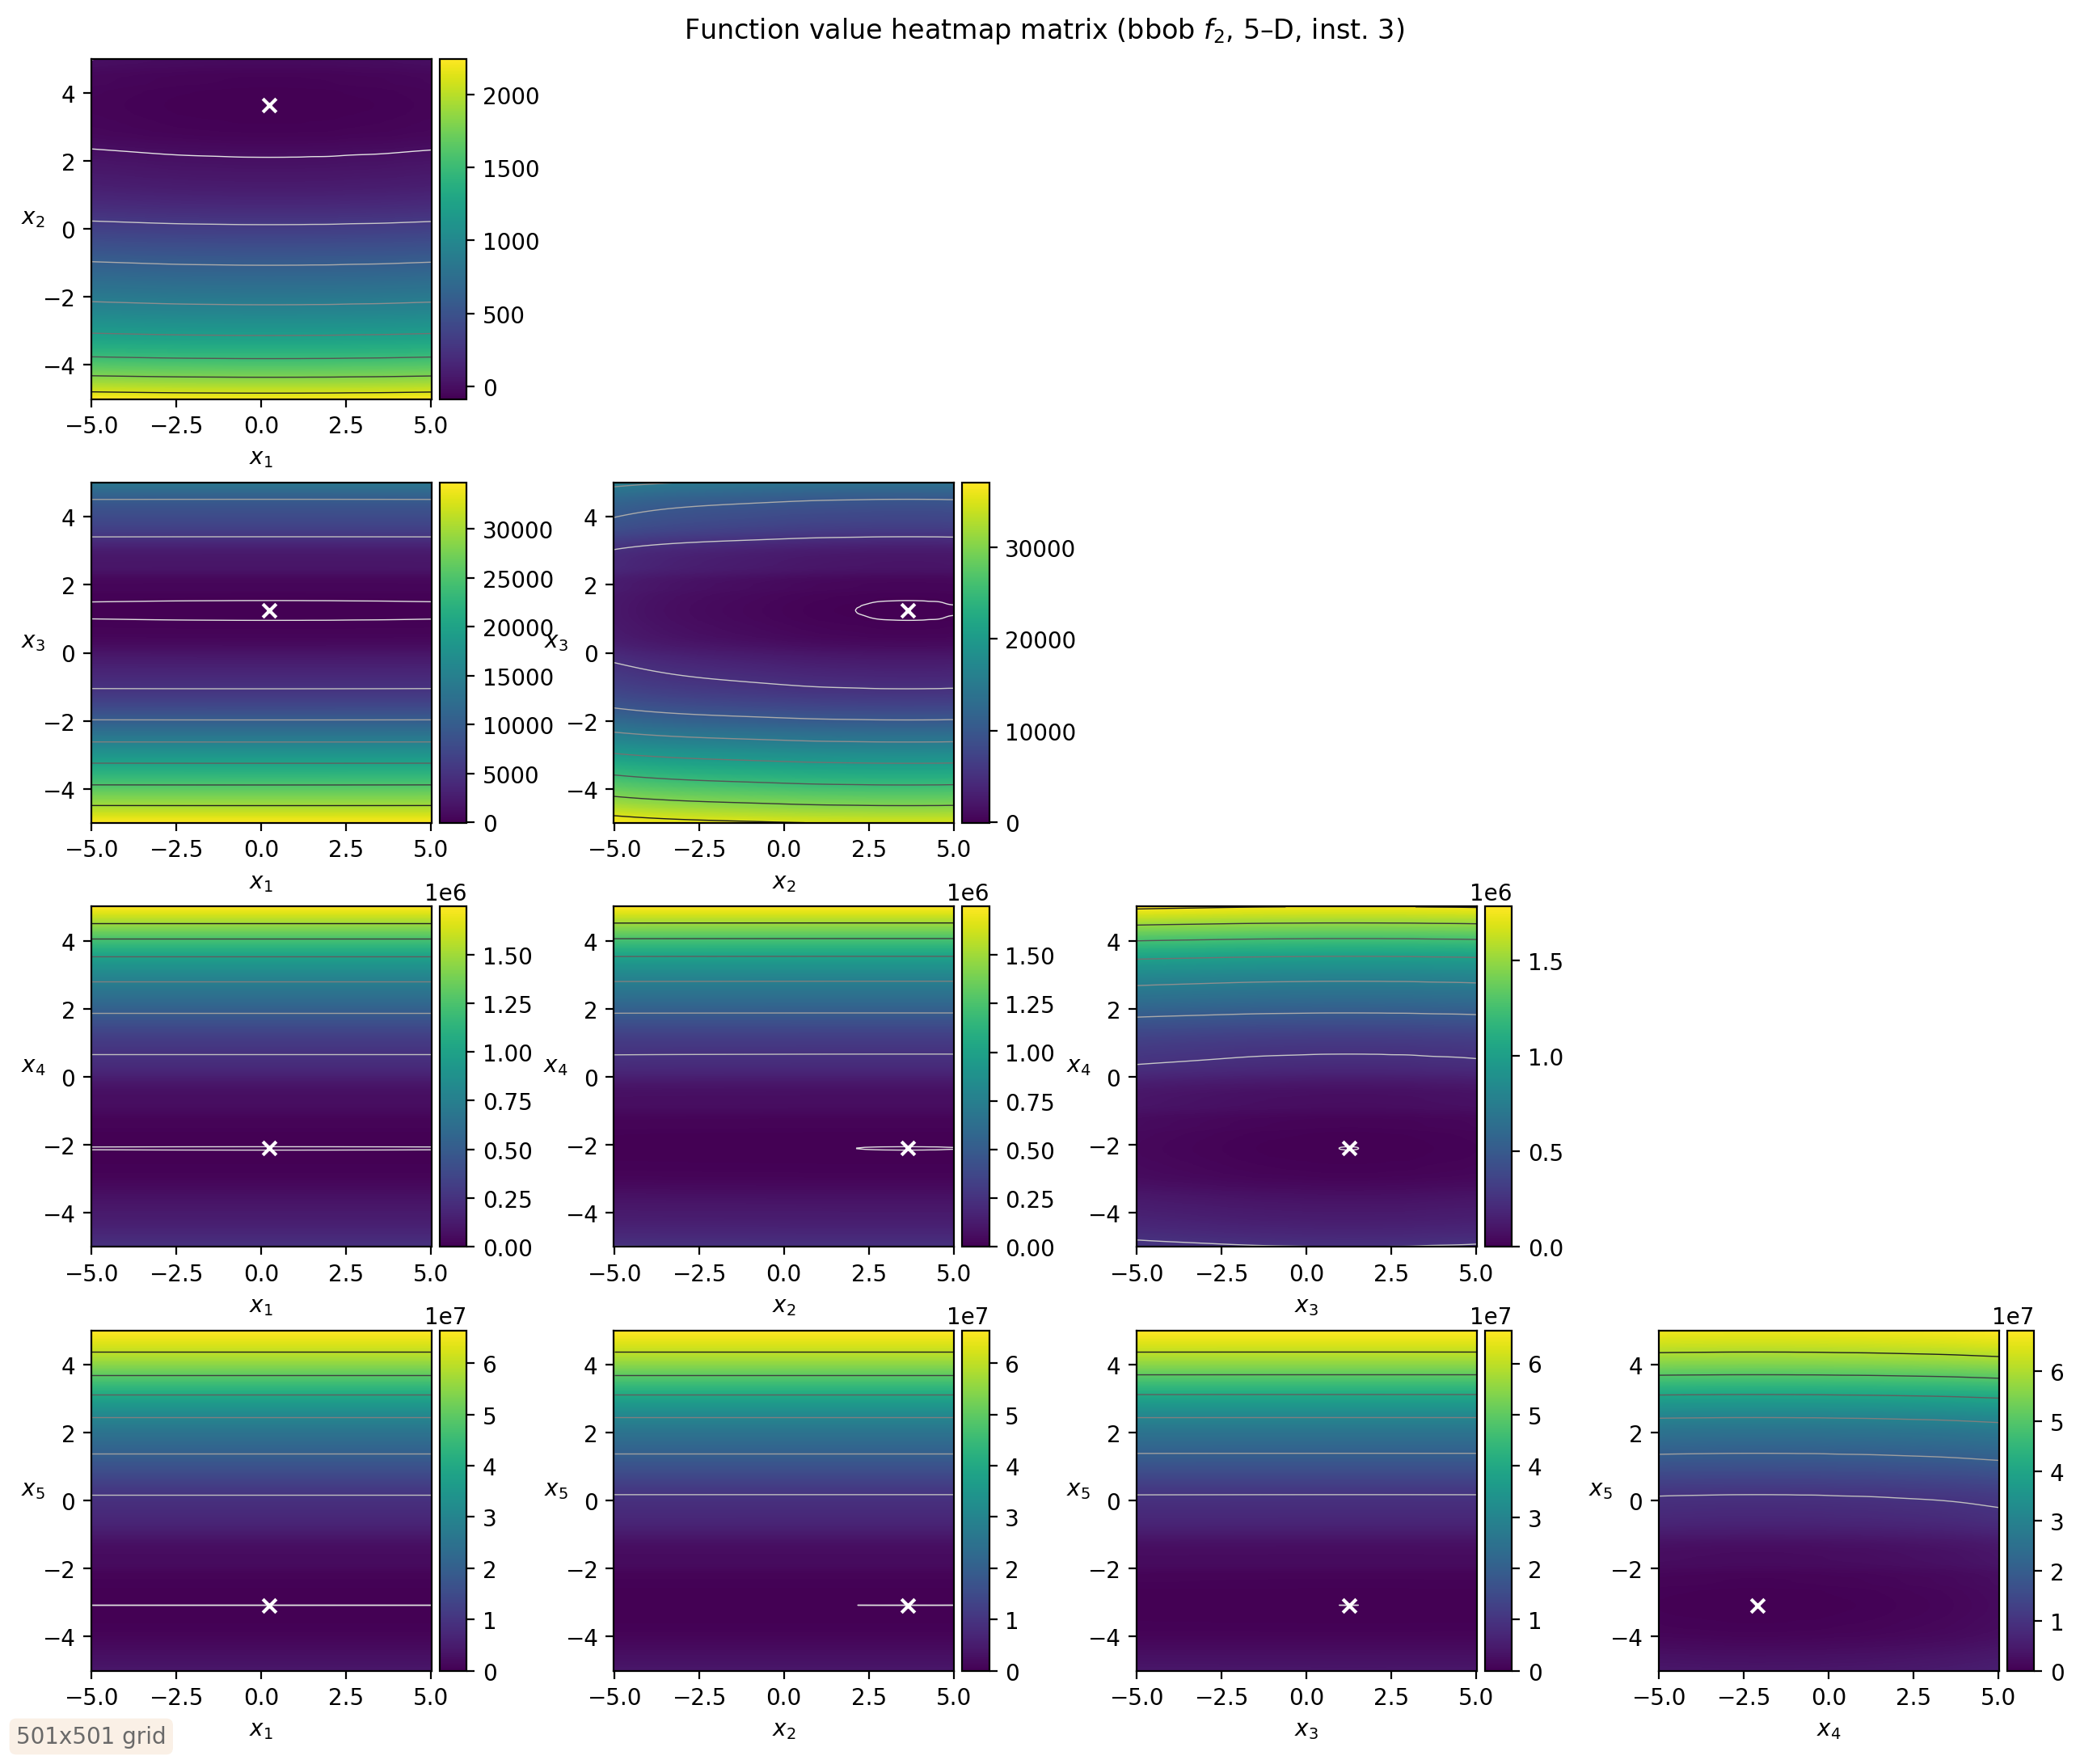 Function value heatmap matrix (bbob f₂, 5–D, inst. 3)
4
2
0
−2
−4
x₂
−5.0 −2.5 0.0 2.5 5.0
x₁
2000
1500
1000
500
0
4
2
0
−2
−4
x₃
−5.0 −2.5 0.0 2.5 5.0
x₁
30000
25000
20000
15000
10000
5000
0
4
2
0
−2
−4
x₃
−5.0 −2.5 0.0 2.5 5.0
x₂
30000
20000
10000
0
4
2
0
−2
−4
x₄
−5.0 −2.5 0.0 2.5 5.0
x₁
1e6
1.50
1.25
1.00
0.75
0.50
0.25
0.00
4
2
0
−2
−4
x₄
−5.0 −2.5 0.0 2.5 5.0
x₂
1e6
1.50
1.25
1.00
0.75
0.50
0.25
0.00
4
2
0
−2
−4
x₄
−5.0 −2.5 0.0 2.5 5.0
x₃
1e6
1.5
1.0
0.5
0.0
4
2
0
−2
−4
x₅
−5.0 −2.5 0.0 2.5 5.0
x₁
1e7
6
5
4
3
2
1
0
4
2
0
−2
−4
x₅
−5.0 −2.5 0.0 2.5 5.0
x₂
1e7
6
5
4
3
2
1
0
4
2
0
−2
−4
x₅
−5.0 −2.5 0.0 2.5 5.0
x₃
1e7
6
5
4
3
2
1
0
4
2
0
−2
−4
x₅
−5.0 −2.5 0.0 2.5 5.0
x₄
1e7
6
5
4
3
2
1
0
501x501 grid